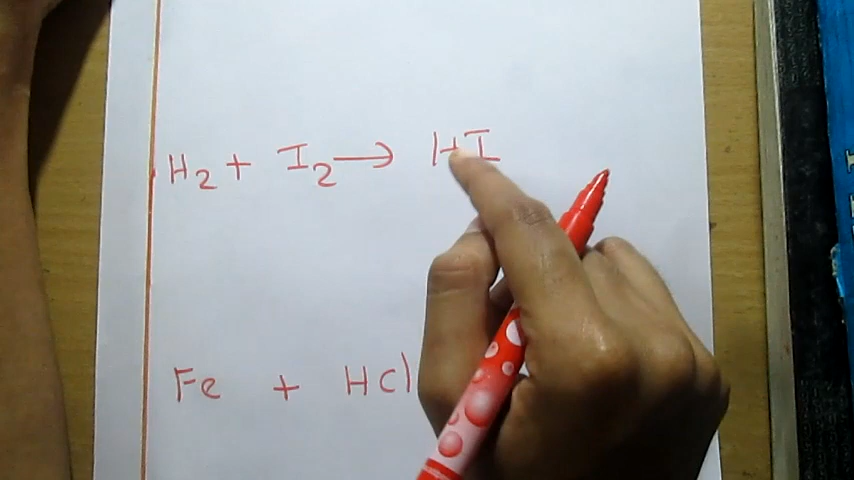 H₂ + I₂ → HI
Fe + HCl